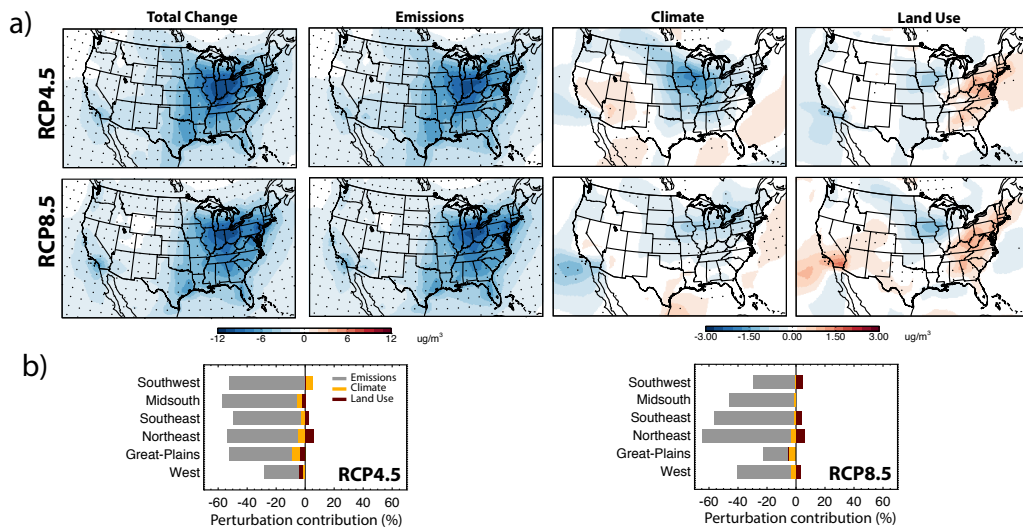 Total Change Emissions Climate Land Use
a)
RCP4.5
RCP8.5
-12 -6 0 6 12 ug/m³
-3.00 -1.50 0.00 1.50 3.00 ug/m³
b)
Southwest
Midsouth
Southeast
Northeast
Great-Plains
West
Emissions
Climate
Land Use
RCP4.5
-60 -40 -20 0 20 40 60
Perturbation contribution (%)
Southwest
Midsouth
Southeast
Northeast
Great-Plains
West
RCP8.5
-60 -40 -20 0 20 40 60
Perturbation contribution (%)